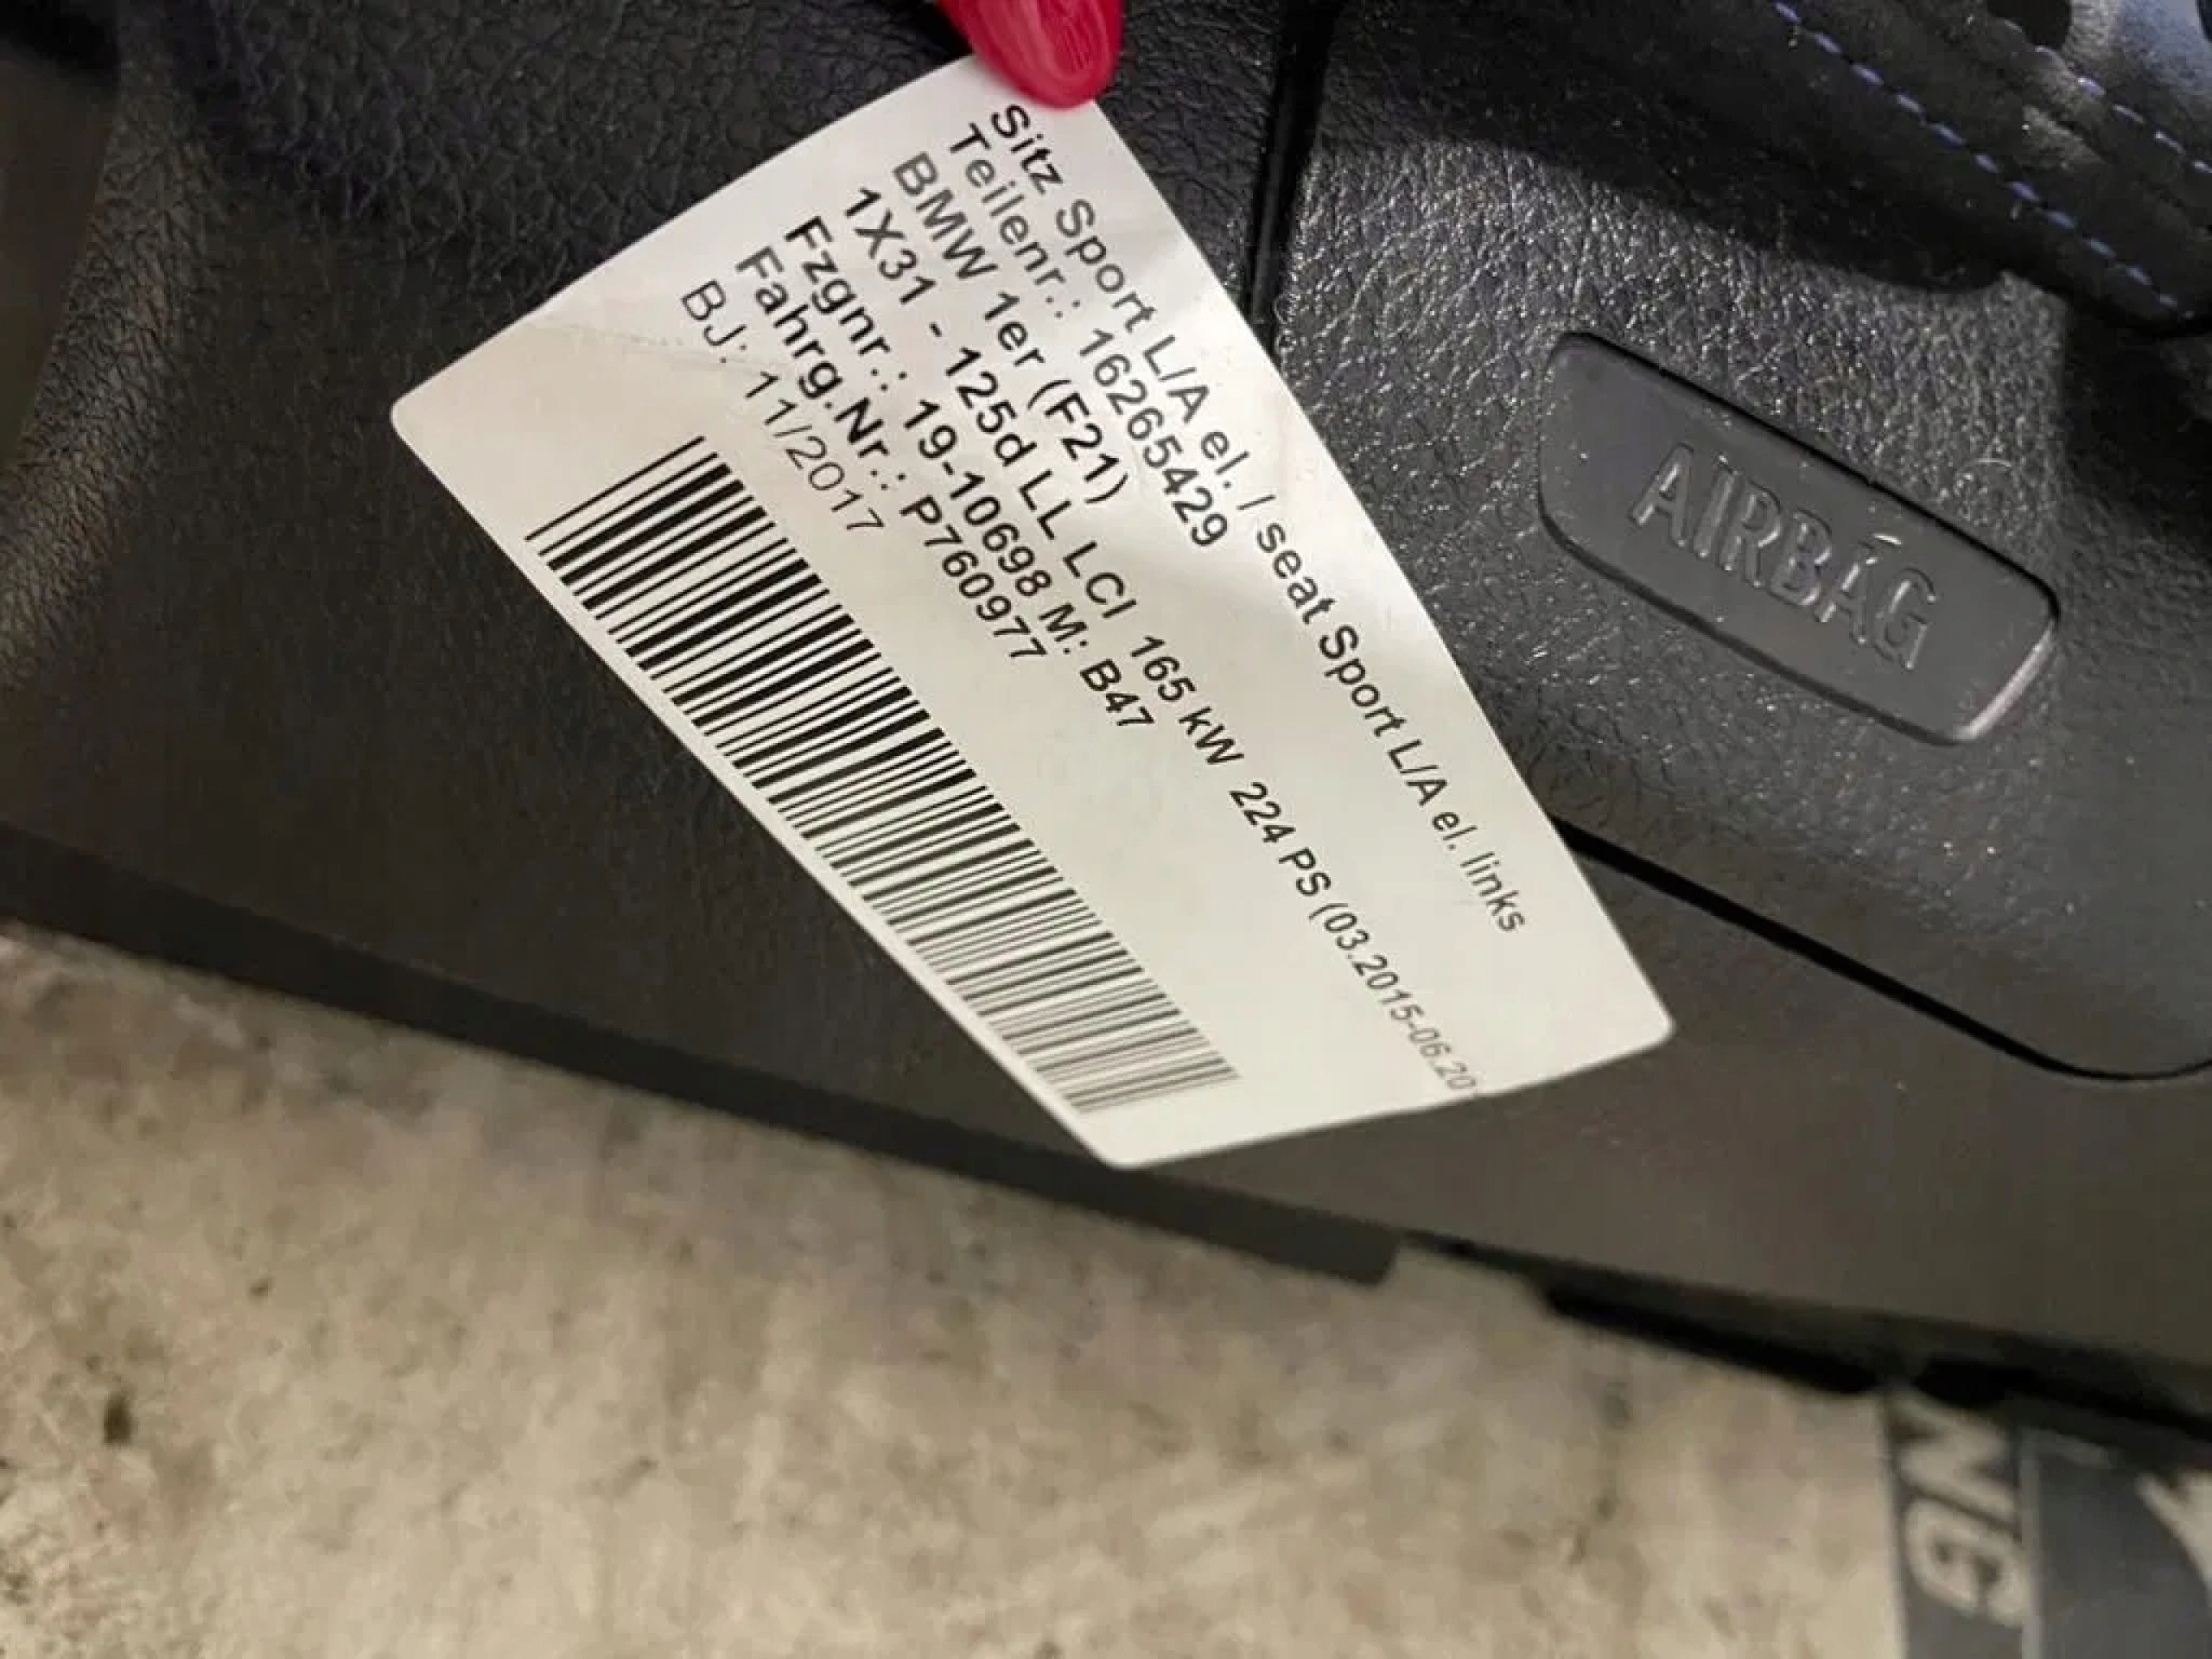 Sitz Sport L/A el. / seat Sport L/A el. links
Teilenr.: 16265429
BMW 1er (F21)
1X31 - 125d LL LCI 165 kW 224 PS (03.2015-06.20
Fzgnr.: 19-10698 M: B47
Fahrg.Nr.: P760977
BJ: 11/2017
AIRBAG